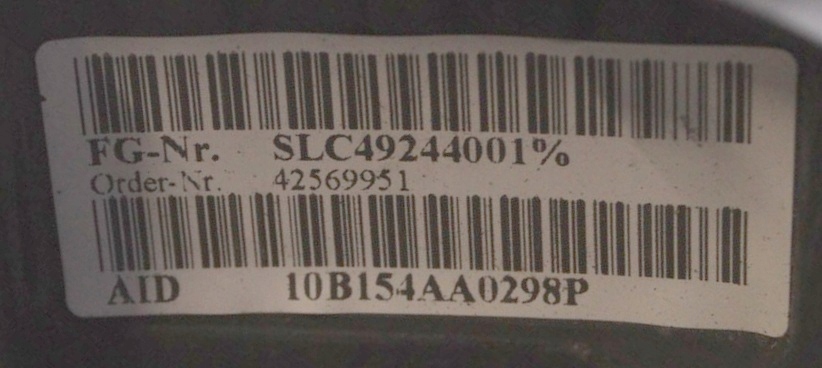 FG-Nr. SLC49244001%
Order-Nr. 42569951
AID 10B154AA0298P